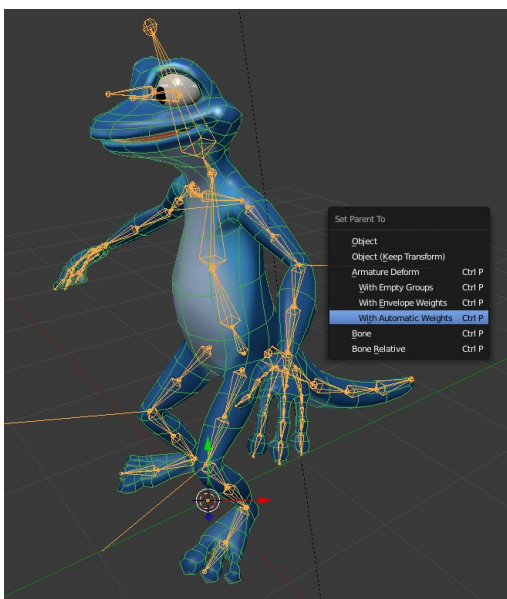 Set Parent To
Object
Object (Keep Transform)
Armature Deform Ctrl P
With Empty Groups Ctrl P
With Envelope Weights Ctrl P
With Automatic Weights Ctrl P
Bone Ctrl P
Bone Relative Ctrl P